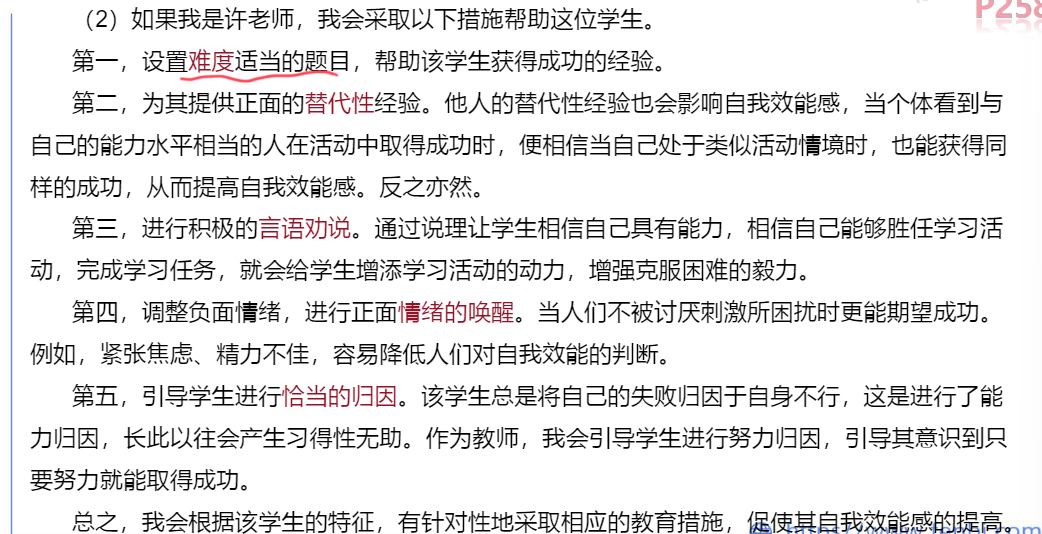 P258
（2）如果我是许老师，我会采取以下措施帮助这位学生。
第一，设置难度适当的题目，帮助该学生获得成功的经验。
第二，为其提供正面的替代性经验。他人的替代性经验也会影响自我效能感，当个体看到与
自己的能力水平相当的人在活动中取得成功时，便相信当自己处于类似活动情境时，也能获得同
样的成功，从而提高自我效能感。反之亦然。
第三，进行积极的言语劝说。通过说理让学生相信自己具有能力，相信自己能够胜任学习活
动，完成学习任务，就会给学生增添学习活动的动力，增强克服困难的毅力。
第四，调整负面情绪，进行正面情绪的唤醒。当人们不被讨厌刺激所困扰时更能期望成功。
例如，紧张焦虑、精力不佳，容易降低人们对自我效能的判断。
第五，引导学生进行恰当的归因。该学生总是将自己的失败归因于自身不行，这是进行了能
力归因，长此以往会产生习得性无助。作为教师，我会引导学生进行努力归因，引导其意识到只
要努力就能取得成功。
总之，我会根据该学生的特征，有针对性地采取相应的教育措施，促使其自我效能感的提高。